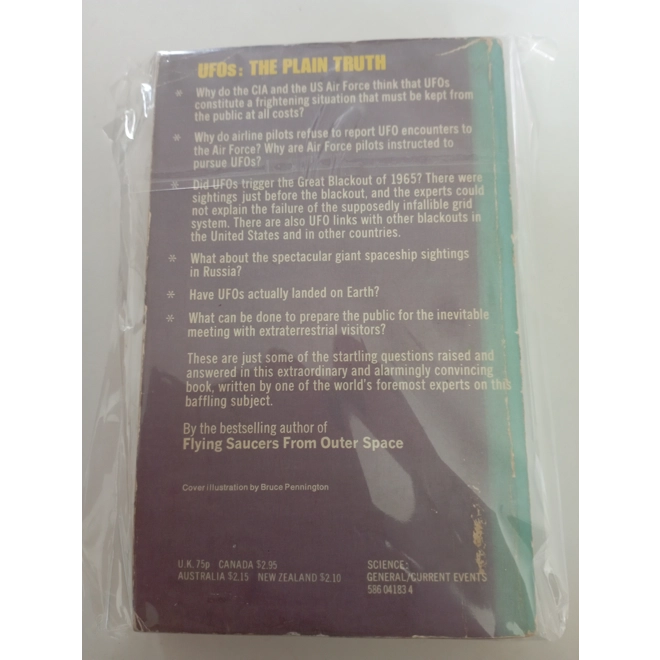 UFOs: THE PLAIN TRUTH
* Why do the CIA and the US Air Force think that UFOs
constitute a frightening situation that must be kept from
the public at all costs?
* Why do airline pilots refuse to report UFO encounters to
the Air Force? Why are Air Force pilots instructed to
pursue UFOs?
* Did UFOs trigger the Great Blackout of 1965? There were
sightings just before the blackout, and the experts could
not explain the failure of the supposedly infallible grid
system. There are also UFO links with other blackouts in
the United States and in other countries.
* What about the spectacular giant spaceship sightings
in Russia?
* Have UFOs actually landed on Earth?
* What can be done to prepare the public for the inevitable
meeting with extraterrestrial visitors?
These are just some of the startling questions raised and
answered in this extraordinary and alarmingly convincing
book, written by one of the world's foremost experts on this
baffling subject.
By the bestselling author of
Flying Saucers From Outer Space
Cover illustration by Bruce Pennington
U.K. 75p CANADA $2.95
AUSTRALIA $2.15 NEW ZEALAND $2.10
SCIENCE:
GENERAL/CURRENT EVENTS
586 04183 4